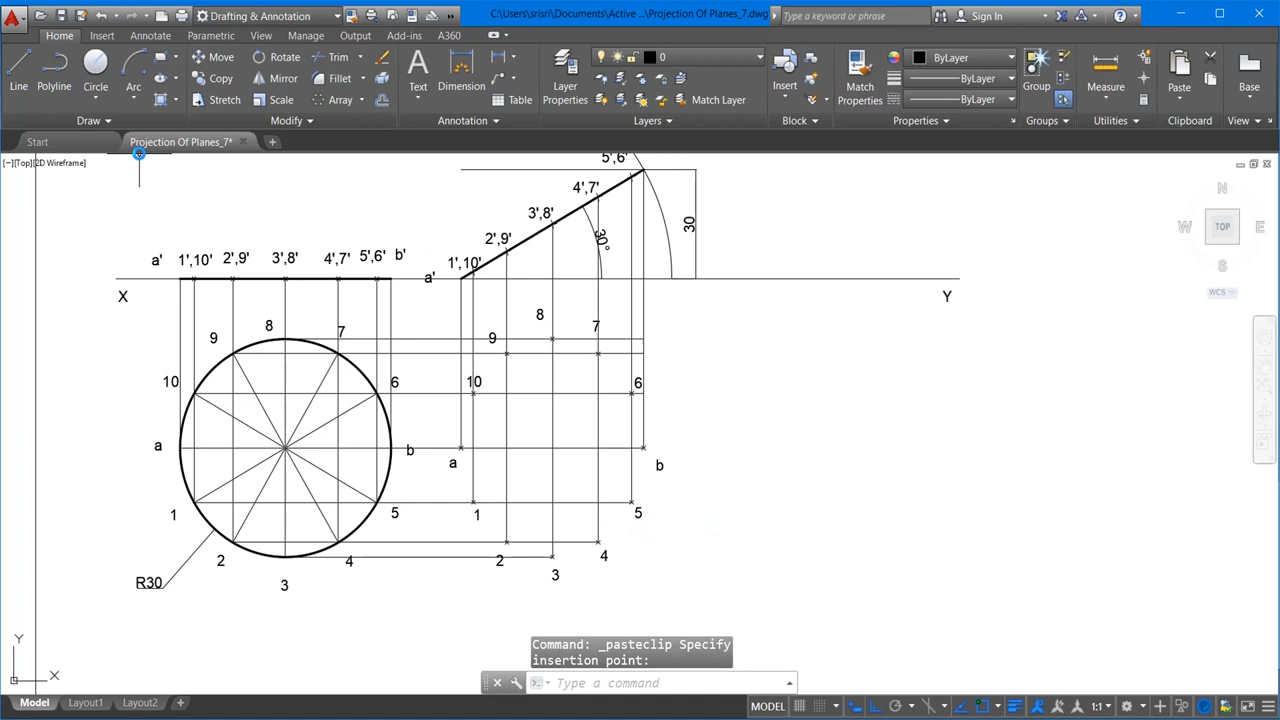 Drafting & Annotation
C:\Users\srisri\Documents\Active ...\Projection Of Planes_7.dwg
Type a keyword or phrase
Sign In
Home Insert Annotate Parametric View Manage Output Add-ins A360
Line Polyline Circle Arc
Move Rotate Trim
Copy Mirror Fillet
Stretch Scale Array
Text Dimension Table
Layer Properties
0
Match Layer
Insert
Match Properties
ByLayer
ByLayer
ByLayer
Group
Measure
Paste
Base
Draw Modify Annotation Layers Block Properties Groups Utilities Clipboard View
Start Projection Of Planes_7*
[−][Top][2D Wireframe]
5',6'
4',7'
3',8'
2',9'
1',10'
30°
30
a' 1',10' 2',9' 3',8' 4',7' 5',6' b'
a'
X Y
9 8 7
9 8 7
10 6 10 6
a b a b
1 5 1 5
2 3 4 2 3 4
R30
N
W TOP E
S
WCS
Y
X
Command: _pasteclip Specify
insertion point:
Type a command
Model Layout1 Layout2
MODEL 1:1